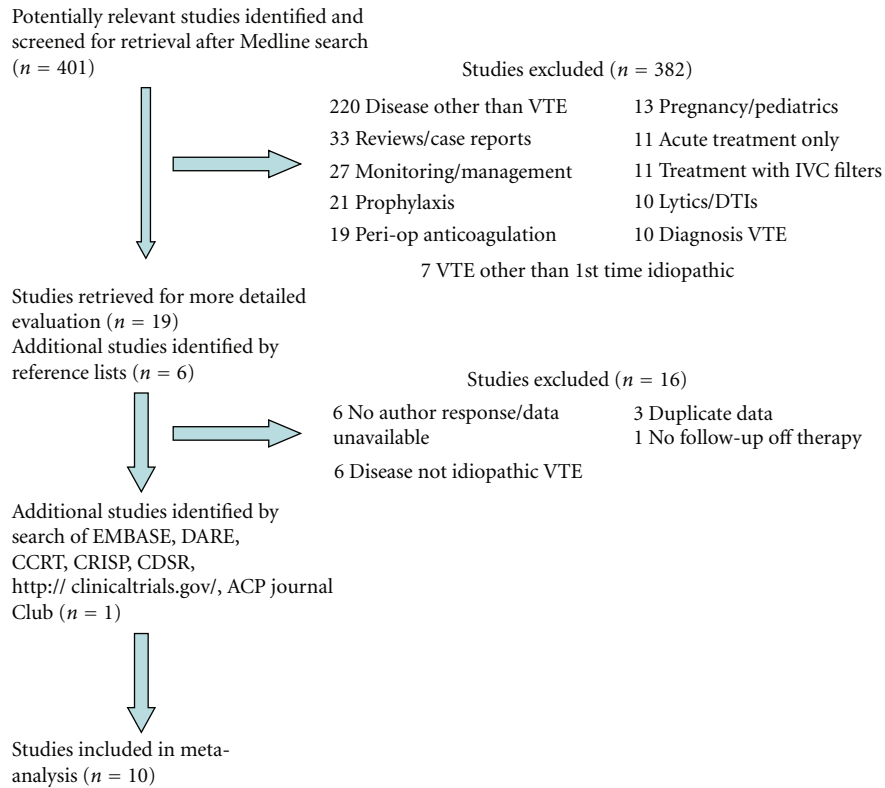 Potentially relevant studies identified and
screened for retrieval after Medline search
(n = 401)
Studies excluded (n = 382)
220 Disease other than VTE
33 Reviews/case reports
27 Monitoring/management
21 Prophylaxis
19 Peri-op anticoagulation
13 Pregnancy/pediatrics
11 Acute treatment only
11 Treatment with IVC filters
10 Lytics/DTIs
10 Diagnosis VTE
7 VTE other than 1st time idiopathic
Studies retrieved for more detailed
evaluation (n = 19)
Additional studies identified by
reference lists (n = 6)
Studies excluded (n = 16)
6 No author response/data
unavailable
6 Disease not idiopathic VTE
3 Duplicate data
1 No follow-up off therapy
Additional studies identified by
search of EMBASE, DARE,
CCRT, CRISP, CDSR,
http:// clinicaltrials.gov/, ACP journal
Club (n = 1)
Studies included in meta-
analysis (n = 10)